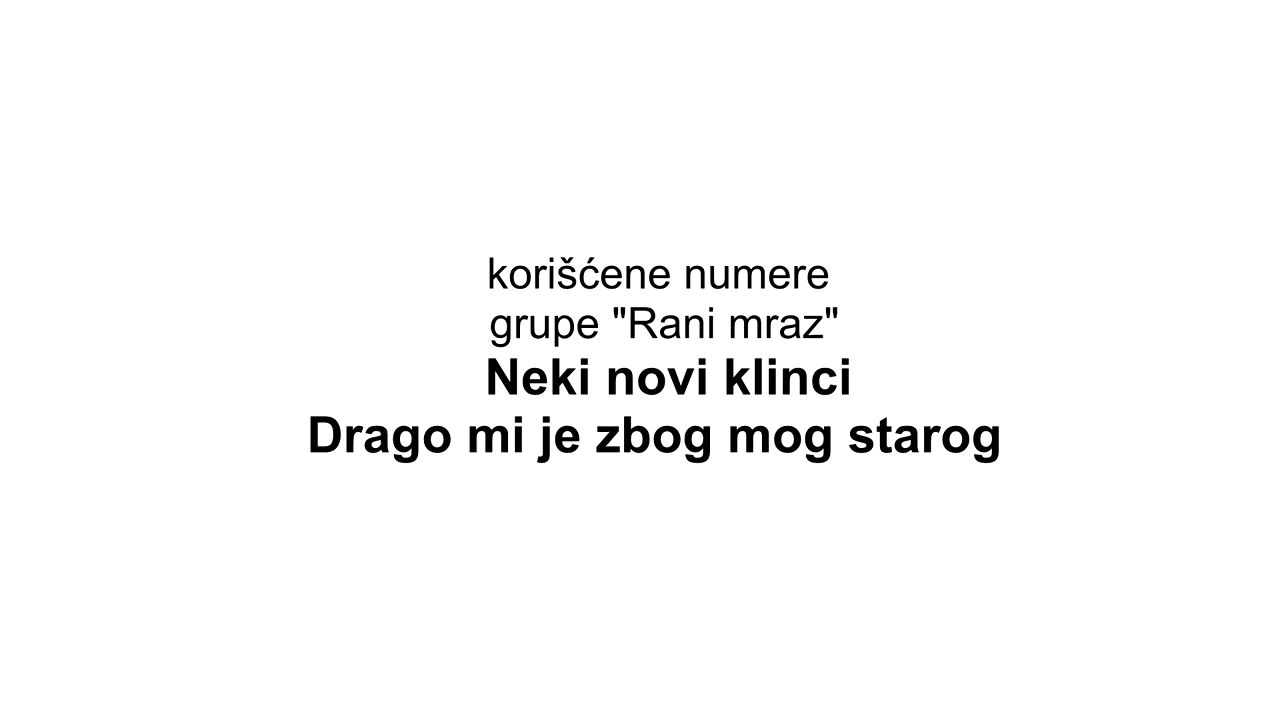 korišćene numere
grupe "Rani mraz"
Neki novi klinci
Drago mi je zbog mog starog